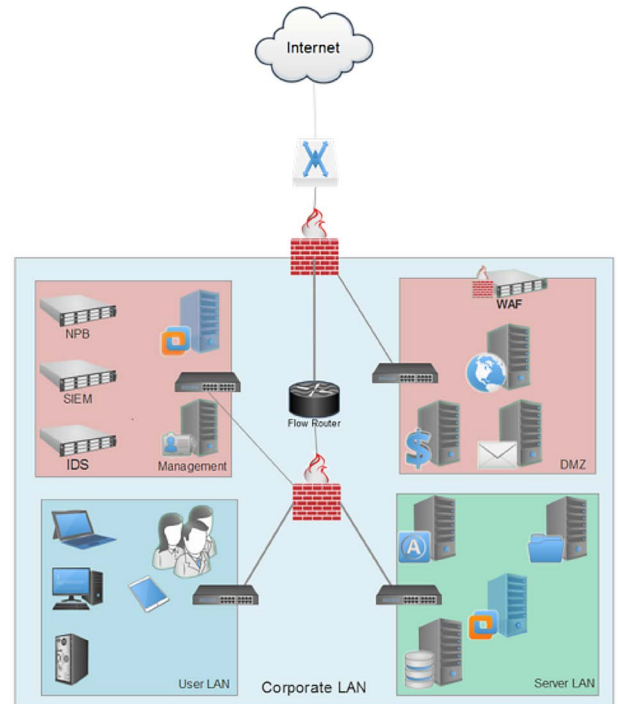 Internet
WAF
NPB
SIEM
Flow Router
IDS
Management
$
DMZ
A
User LAN
Corporate LAN
Server LAN